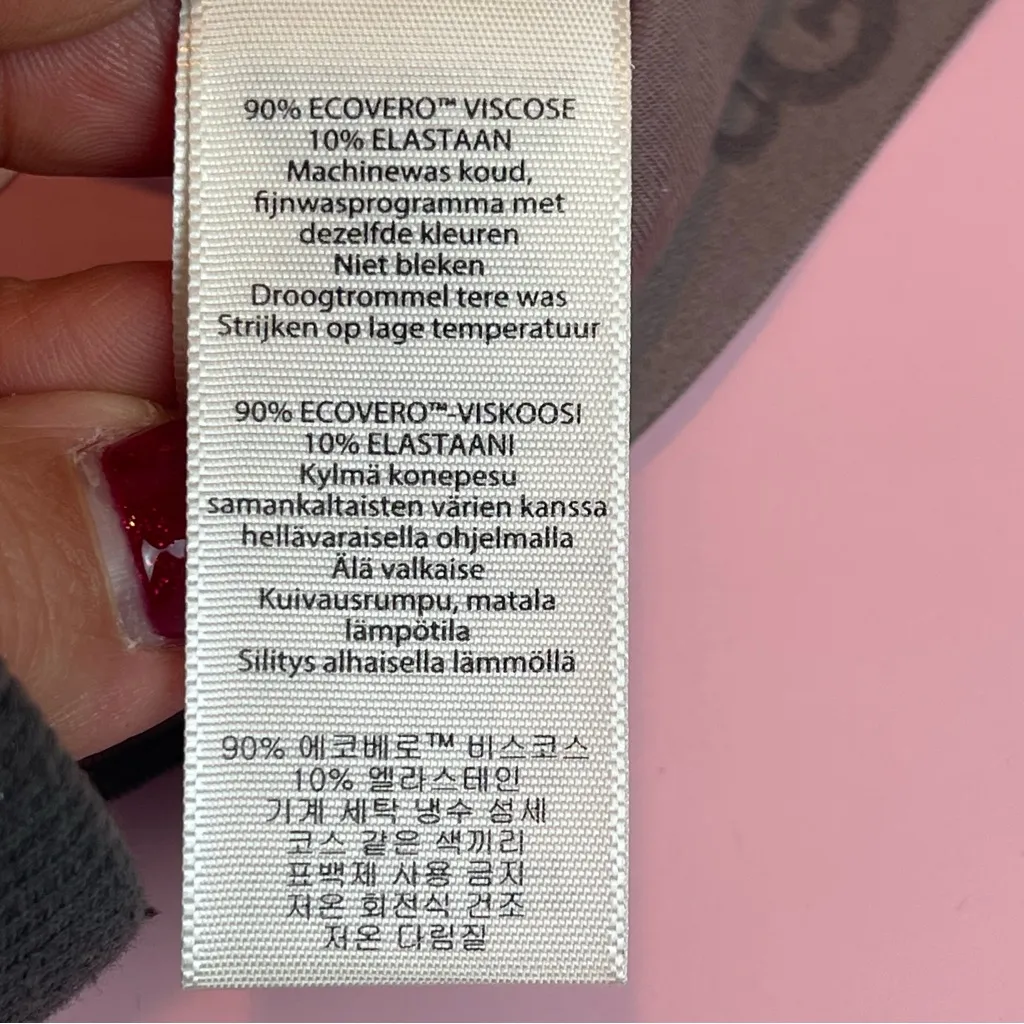 90% ECOVERO™ VISCOSE
10% ELASTAAN
Machinewas koud,
fijnwasprogramma met
dezelfde kleuren
Niet bleken
Droogtrommel tere was
Strijken op lage temperatuur
90% ECOVERO™-VISKOOSI
10% ELASTAANI
Kylmä konepesu
samankaltaisten värien kanssa
hellävaraisella ohjelmalla
Älä valkaise
Kuivausrumpu, matala
lämpötila
Silitys alhaisella lämmöllä
90% 에코베로™ 비스코스
10% 엘라스테인
기계 세탁 냉수 섬세
코스 같은 색끼리
표백제 사용 금지
저온 회전식 건조
저온 다림질